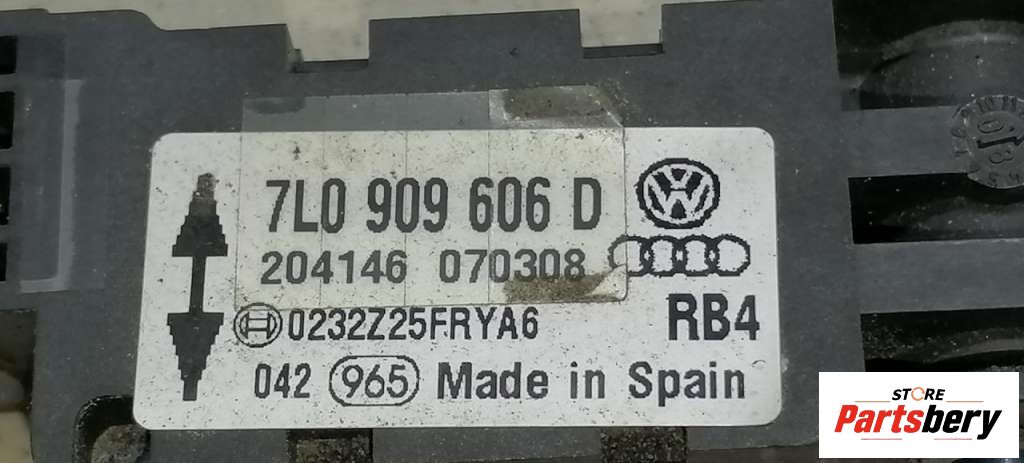 7L0 909 606 D
204146 070308
0232Z25FRYA6
RB4
042 965 Made in Spain
STORE
Partsbery